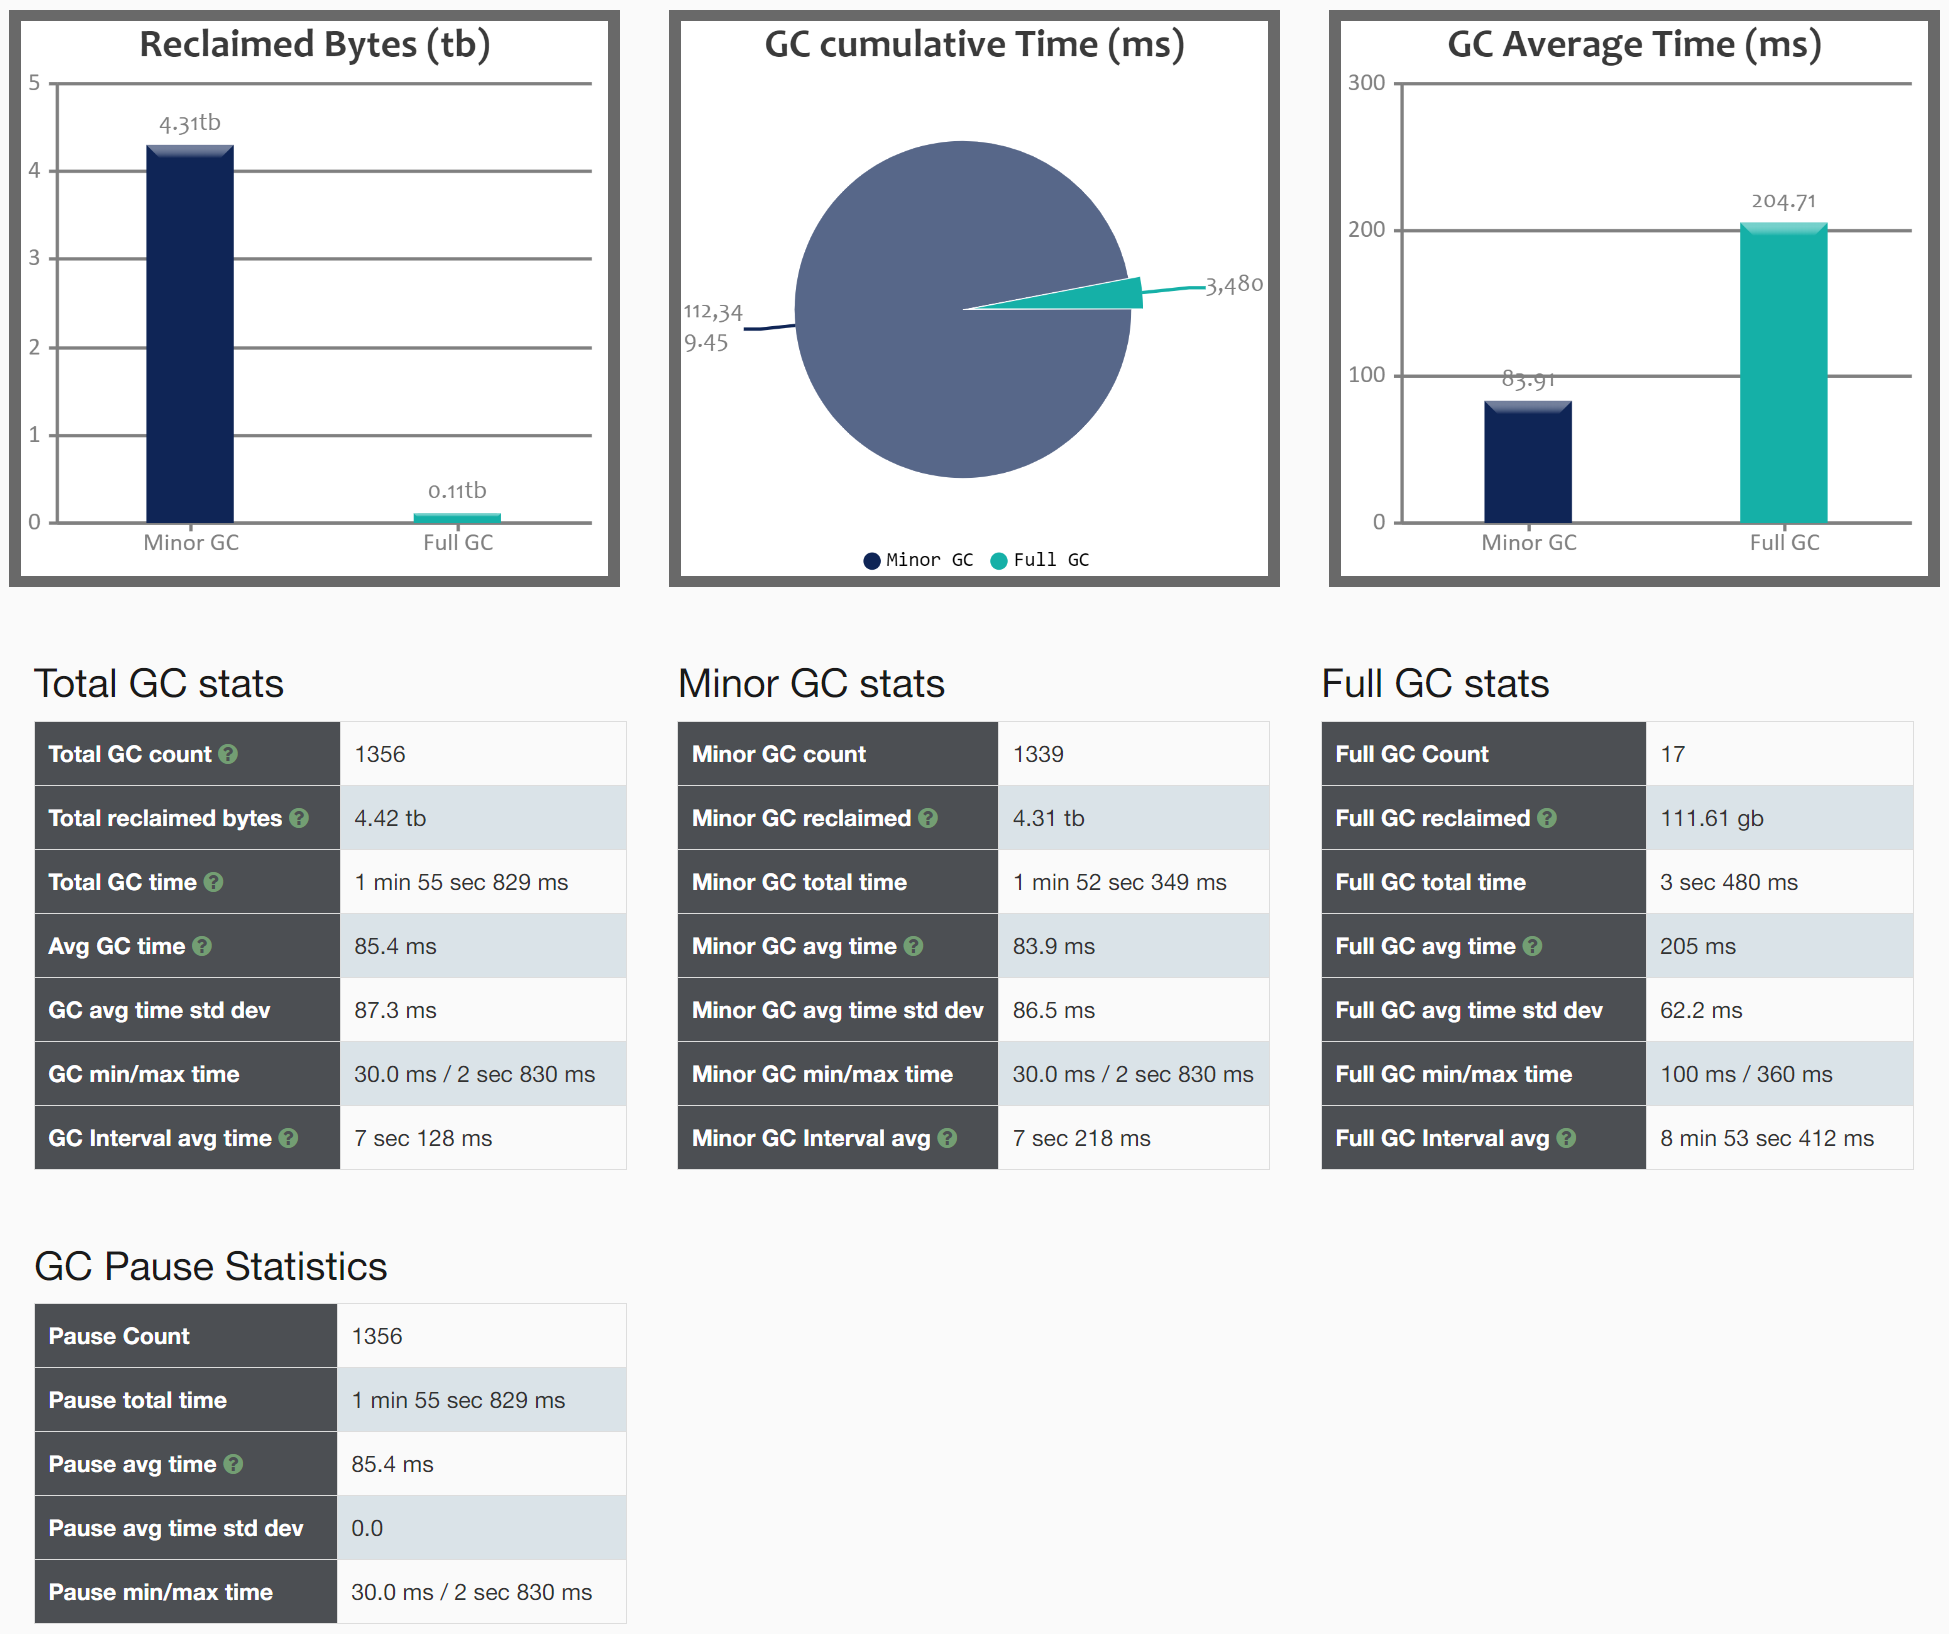 Reclaimed Bytes (tb)
5
4
3
2
1
0
4.31tb
0.11tb
Minor GC
Full GC
GC cumulative Time (ms)
3,480
112,34
9.45
Minor GC
Full GC
GC Average Time (ms)
300
200
100
0
204.71
83.91
Minor GC
Full GC
Total GC stats
Total GC count ? 1356
Total reclaimed bytes ? 4.42 tb
Total GC time ? 1 min 55 sec 829 ms
Avg GC time ? 85.4 ms
GC avg time std dev 87.3 ms
GC min/max time 30.0 ms / 2 sec 830 ms
GC Interval avg time ? 7 sec 128 ms
Minor GC stats
Minor GC count 1339
Minor GC reclaimed ? 4.31 tb
Minor GC total time 1 min 52 sec 349 ms
Minor GC avg time ? 83.9 ms
Minor GC avg time std dev 86.5 ms
Minor GC min/max time 30.0 ms / 2 sec 830 ms
Minor GC Interval avg ? 7 sec 218 ms
Full GC stats
Full GC Count 17
Full GC reclaimed ? 111.61 gb
Full GC total time 3 sec 480 ms
Full GC avg time ? 205 ms
Full GC avg time std dev 62.2 ms
Full GC min/max time 100 ms / 360 ms
Full GC Interval avg ? 8 min 53 sec 412 ms
GC Pause Statistics
Pause Count 1356
Pause total time 1 min 55 sec 829 ms
Pause avg time ? 85.4 ms
Pause avg time std dev 0.0
Pause min/max time 30.0 ms / 2 sec 830 ms